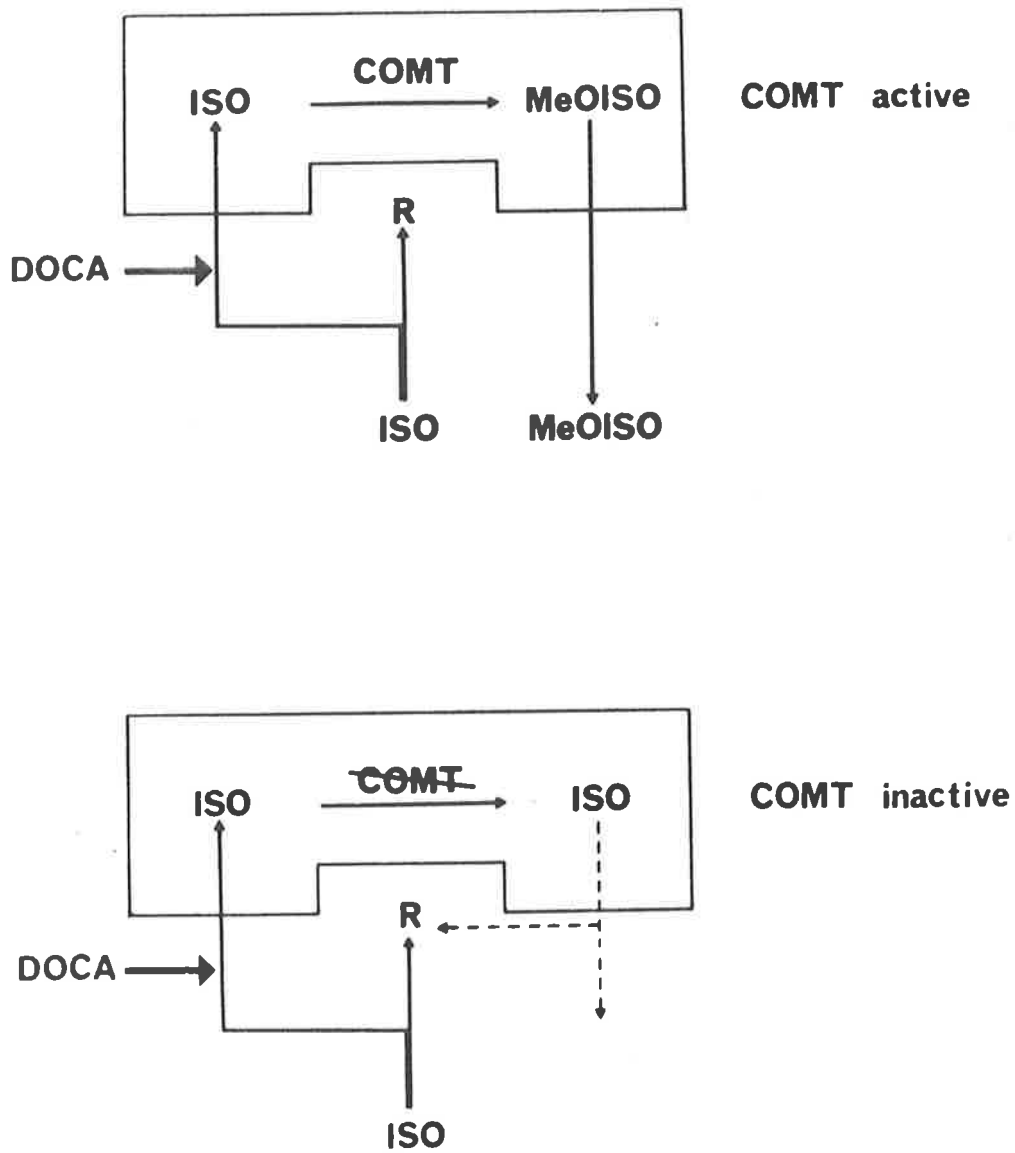 COMT
ISO MeOISO COMT active
R
DOCA
ISO MeOISO
COMT
ISO ISO COMT inactive
R
DOCA
ISO